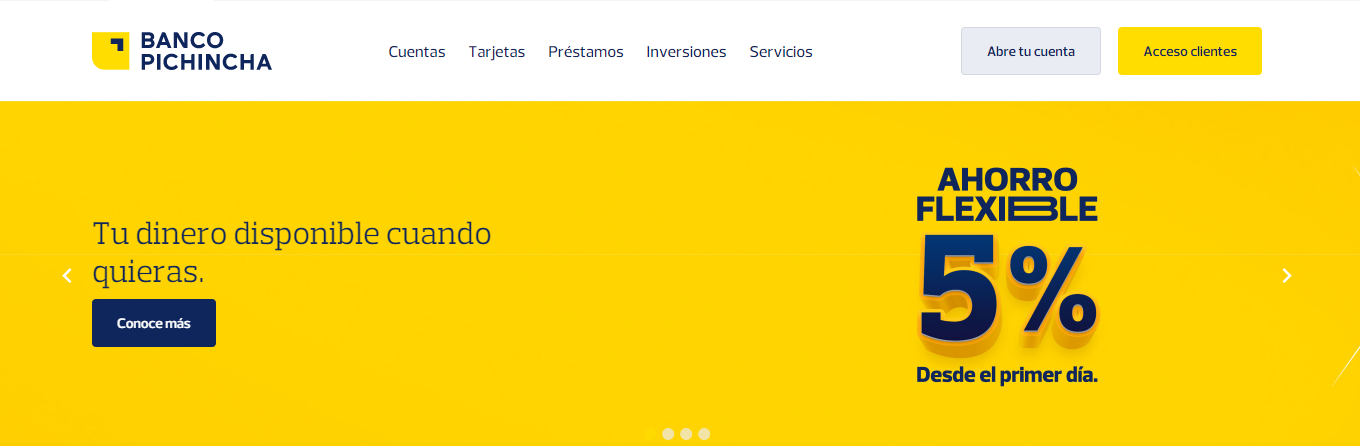 BANCO
PICHINCHA
Cuentas Tarjetas Préstamos Inversiones Servicios
Abre tu cuenta
Acceso clientes
Tu dinero disponible cuando
quieras.
Conoce más
AHORRO
FLEXIBLE
5%
Desde el primer día.